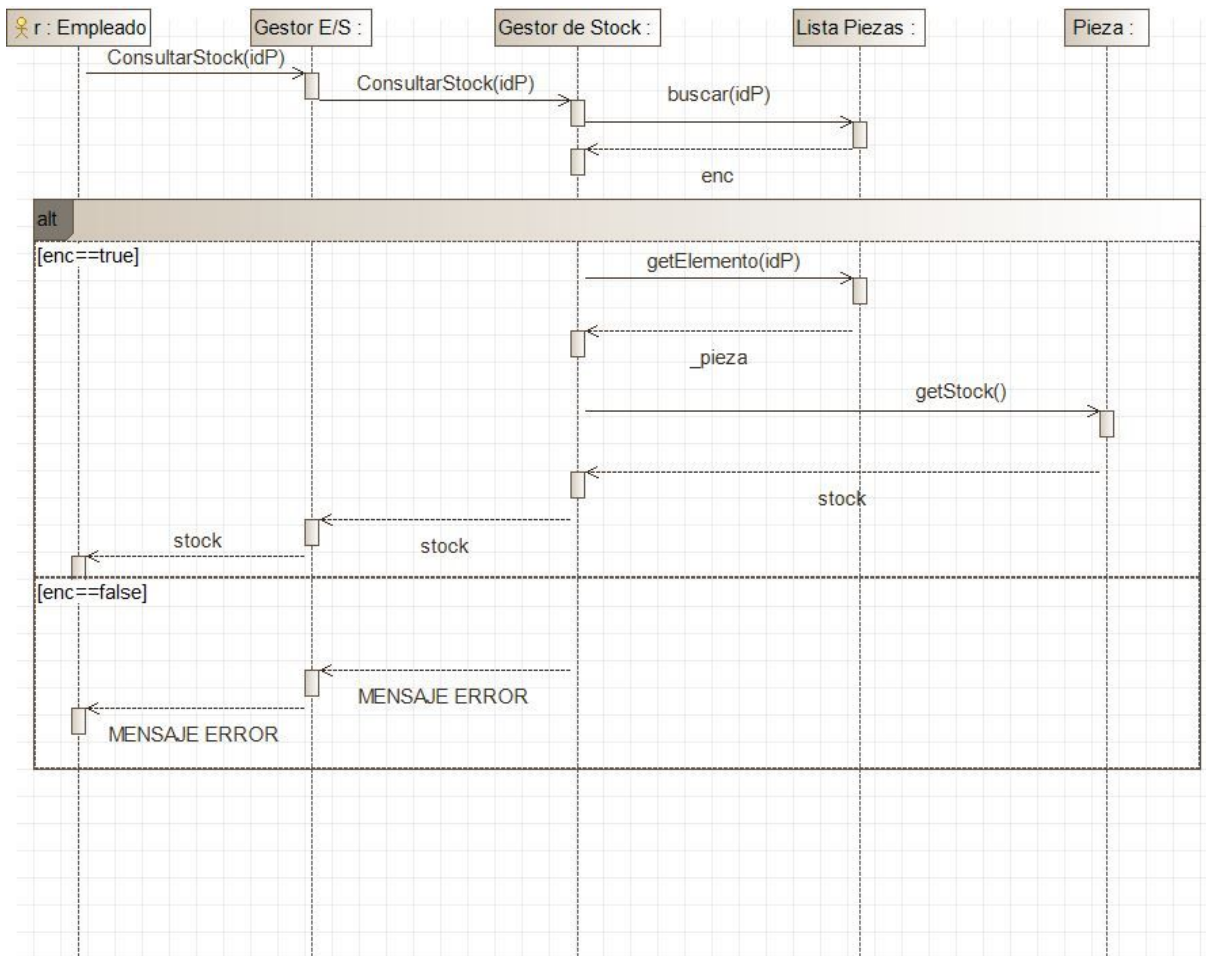 r : Empleado
Gestor E/S :
Gestor de Stock :
Lista Piezas :
Pieza :
ConsultarStock(idP)
ConsultarStock(idP)
buscar(idP)
enc
alt
[enc==true]
getElemento(idP)
_pieza
getStock()
stock
stock
stock
[enc==false]
MENSAJE ERROR
MENSAJE ERROR